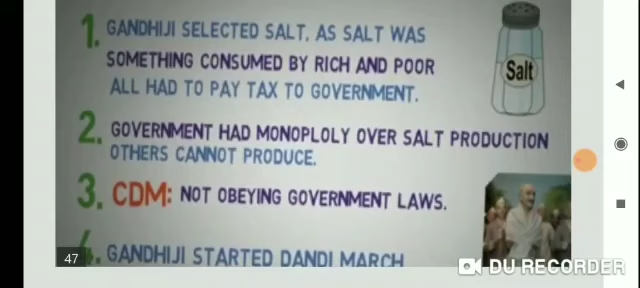 1. GANDHIJI SELECTED SALT, AS SALT WAS
SOMETHING CONSUMED BY RICH AND POOR
ALL HAD TO PAY TAX TO GOVERNMENT.
Salt
2. GOVERNMENT HAD MONOPLOLY OVER SALT PRODUCTION
OTHERS CANNOT PRODUCE.
3. CDM: NOT OBEYING GOVERNMENT LAWS.
4. GANDHIJI STARTED DANDI MARCH
47
DU RECORDER